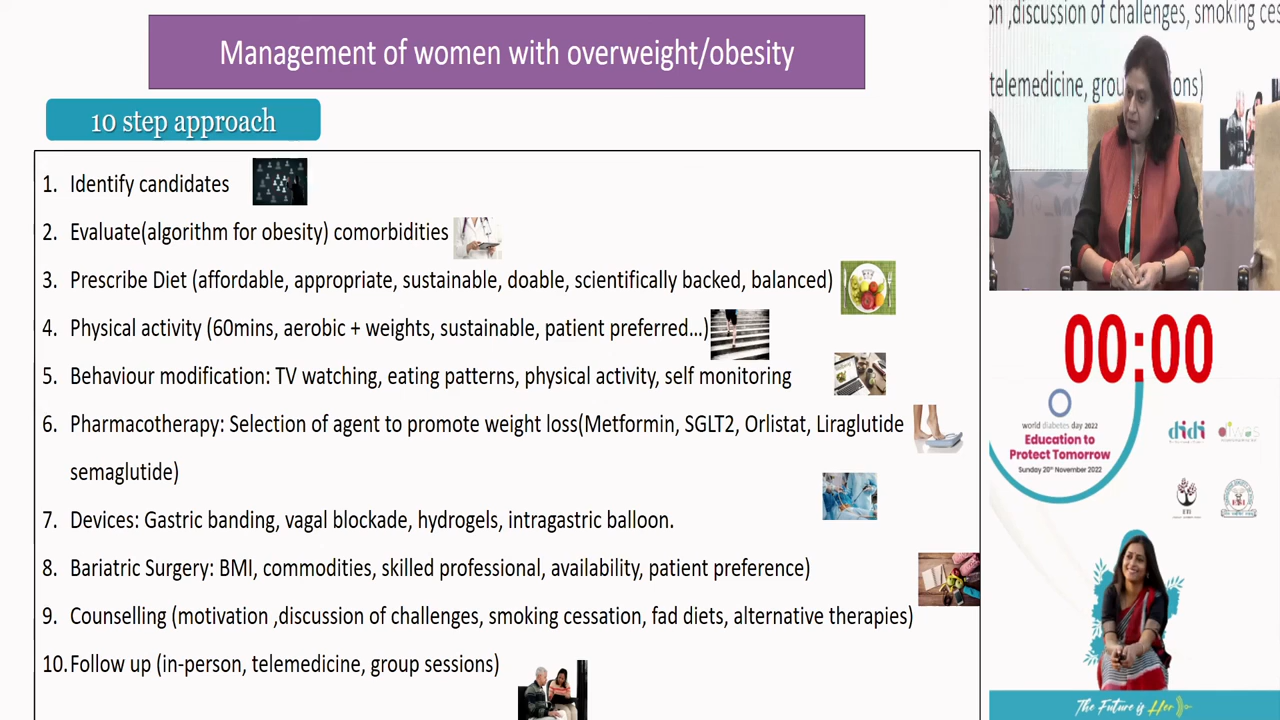 Management of women with overweight/obesity
10 step approach
1. Identify candidates
2. Evaluate(algorithm for obesity) comorbidities
3. Prescribe Diet (affordable, appropriate, sustainable, doable, scientifically backed, balanced)
4. Physical activity (60mins, aerobic + weights, sustainable, patient preferred...)
5. Behaviour modification: TV watching, eating patterns, physical activity, self monitoring
6. Pharmacotherapy: Selection of agent to promote weight loss(Metformin, SGLT2, Orlistat, Liraglutide
semaglutide)
7. Devices: Gastric banding, vagal blockade, hydrogels, intragastric balloon.
8. Bariatric Surgery: BMI, commodities, skilled professional, availability, patient preference)
9. Counselling (motivation ,discussion of challenges, smoking cessation, fad diets, alternative therapies)
10. Follow up (in-person, telemedicine, group sessions)
,discussion of challenges, smoking
telemedicine,
00:00
world diabetes day 2022
Education to
Protect Tomorrow
Sunday 20th November 2022
didi
The Future is Her